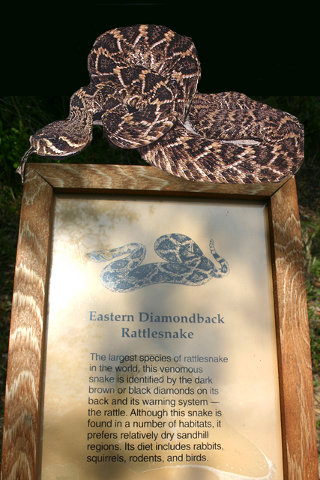 Eastern Diamondback
Rattlesnake
The largest species of rattlesnake
in the world, this venomous
snake is identified by the dark
brown or black diamonds on its
back and its warning system —
the rattle. Although this snake is
found in a number of habitats, it
prefers relatively dry sandhill
regions. Its diet includes rabbits,
squirrels, rodents, and birds.